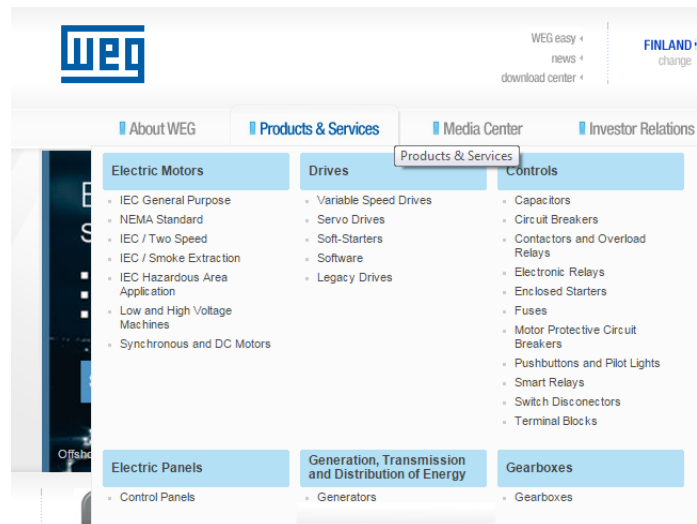 WEG
WEG easy
news
download center
FINLAND
change
About WEG
Products & Services
Media Center
Investor Relations
Products & Services
Electric Motors
IEC General Purpose
NEMA Standard
IEC / Two Speed
IEC / Smoke Extraction
IEC Hazardous Area
Application
Low and High Voltage
Machines
Synchronous and DC Motors
Drives
Variable Speed Drives
Servo Drives
Soft-Starters
Software
Legacy Drives
Controls
Capacitors
Circuit Breakers
Contactors and Overload
Relays
Electronic Relays
Enclosed Starters
Fuses
Motor Protective Circuit
Breakers
Pushbuttons and Pilot Lights
Smart Relays
Switch Disconectors
Terminal Blocks
Electric Panels
Control Panels
Generation, Transmission
and Distribution of Energy
Generators
Gearboxes
Gearboxes